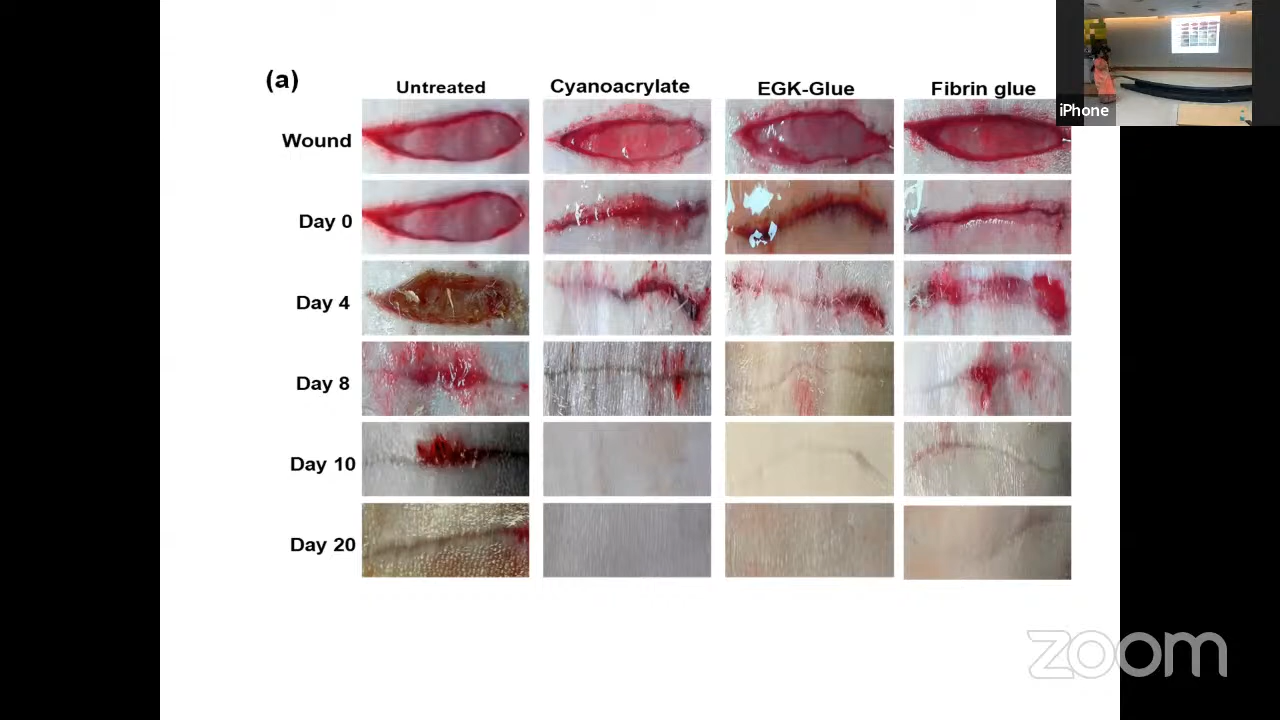 (a)
Untreated Cyanoacrylate EGK-Glue Fibrin glue
Wound
Day 0
Day 4
Day 8
Day 10
Day 20
iPhone
zoom